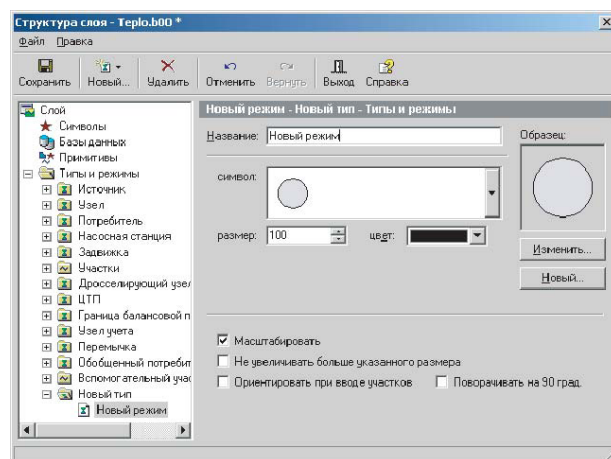 Структура слоя - Teplo.b00 *
Файл Правка
Сохранить Новый... Удалить Отменить Вернуть Выход Справка
Слой
Символы
Базы данных
Примитивы
Типы и режимы
Источник
Узел
Потребитель
Насосная станция
Задвижка
Участки
Дросселирующий узел
ЦТП
Граница балансовой п
Узел учета
Перемычка
Обобщенный потребит
Вспомогательный учас
Новый тип
Новый режим
Новый режим - Новый тип - Типы и режимы
Название: Новый режим
Образец:
символ:
размер: 100 цвет:
Изменить...
Новый...
Масштабировать
Не увеличивать больше указанного размера
Ориентировать при вводе участков Поворачивать на 90 град.